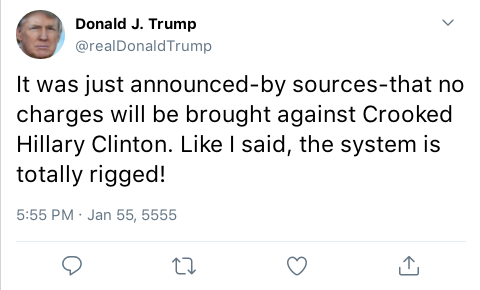 Donald J. Trump
@realDonaldTrump
It was just announced-by sources-that no
charges will be brought against Crooked
Hillary Clinton. Like I said, the system is
totally rigged!
5:55 PM · Jan 55, 5555